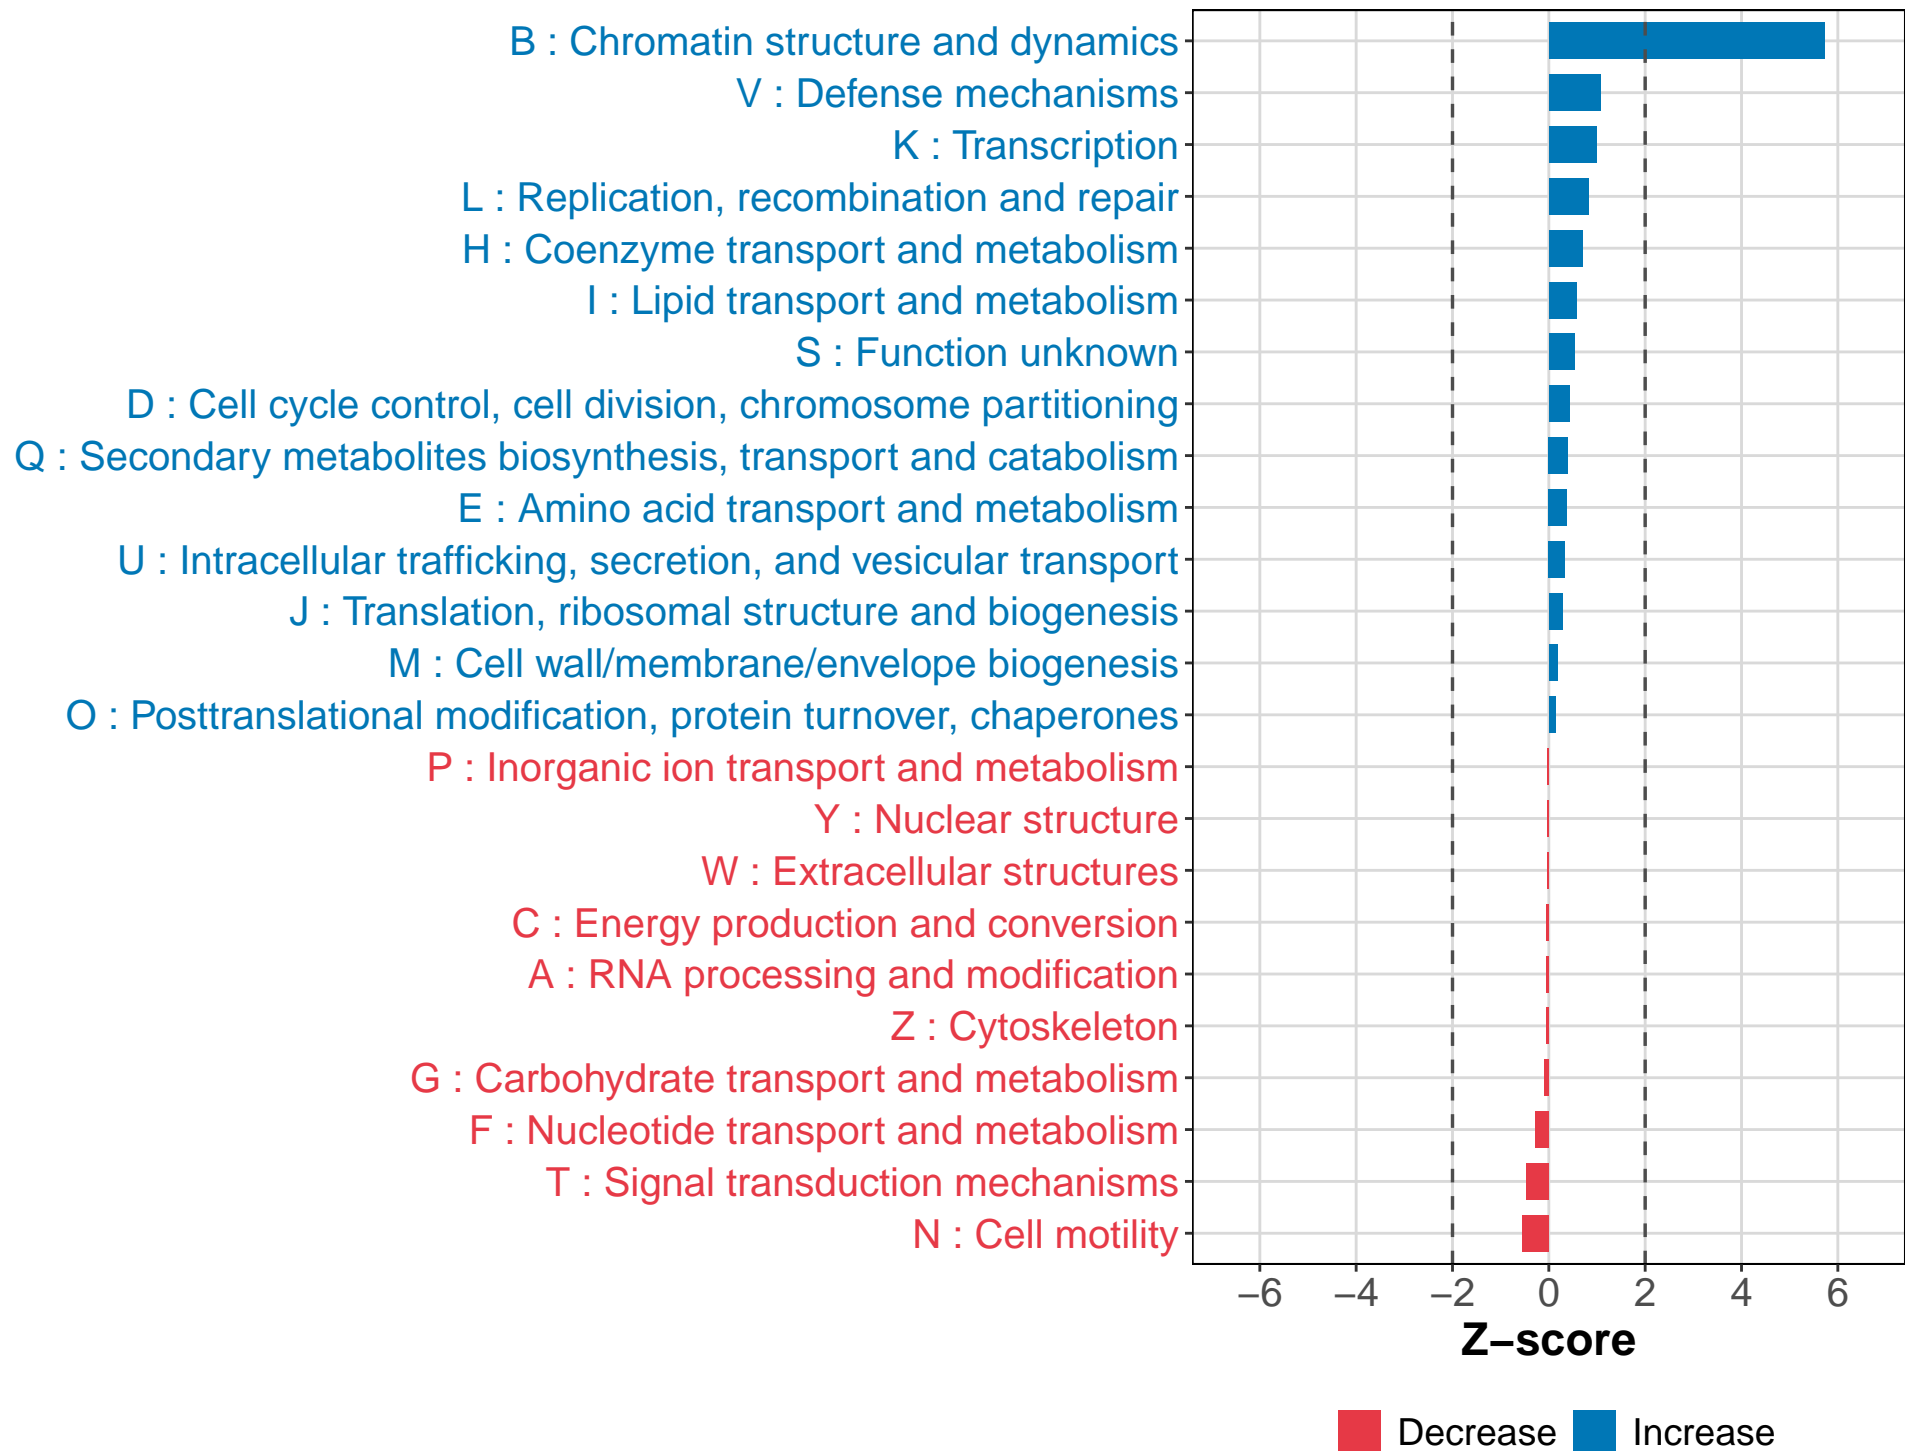 B : Chromatin structure and dynamics
V : Defense mechanisms
K : Transcription
L : Replication, recombination and repair
H : Coenzyme transport and metabolism
I : Lipid transport and metabolism
S : Function unknown
D : Cell cycle control, cell division, chromosome partitioning
Q : Secondary metabolites biosynthesis, transport and catabolism
E : Amino acid transport and metabolism
U : Intracellular trafficking, secretion, and vesicular transport
J : Translation, ribosomal structure and biogenesis
M : Cell wall/membrane/envelope biogenesis
O : Posttranslational modification, protein turnover, chaperones
P : Inorganic ion transport and metabolism
Y : Nuclear structure
W : Extracellular structures
C : Energy production and conversion
A : RNA processing and modification
Z : Cytoskeleton
G : Carbohydrate transport and metabolism
F : Nucleotide transport and metabolism
T : Signal transduction mechanisms
N : Cell motility
−6 −4 −2 0 2 4 6
Z−score
Decrease Increase